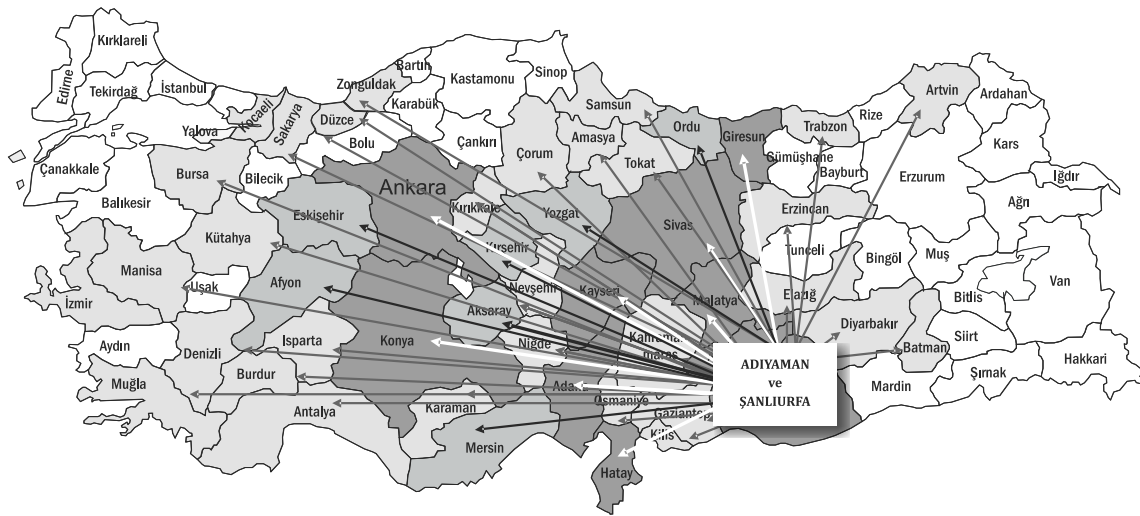 Kırklareli
Edirne
Tekirdağ
İstanbul
Yalova
Kocaeli
Sakarya
Düzce
Zonguldak
Bartın
Karabük
Kastamonu
Sinop
Bolu
Çankırı
Çorum
Samsun
Amasya
Tokat
Ordu
Giresun
Gümüşhane
Trabzon
Bayburt
Rize
Artvin
Ardahan
Kars
Iğdır
Ağrı
Erzurum
Erzincan
Çanakkale
Balıkesir
Bursa
Bilecik
Eskişehir
Ankara
Kırıkkale
Kırşehir
Yozgat
Sivas
Tunceli
Bingöl
Muş
Bitlis
Van
Kütahya
Manisa
Uşak
Afyon
İzmir
Aydın
Denizli
Muğla
Isparta
Burdur
Antalya
Konya
Aksaray
Nevşehir
Niğde
Kayseri
Malatya
Elazığ
Diyarbakır
Batman
Siirt
Şırnak
Hakkari
Mardin
Kahraman
maraş
Adana
Osmaniye
Gaziantep
Kilis
Hatay
Karaman
Mersin
ADIYAMAN
ve
ŞANLIURFA